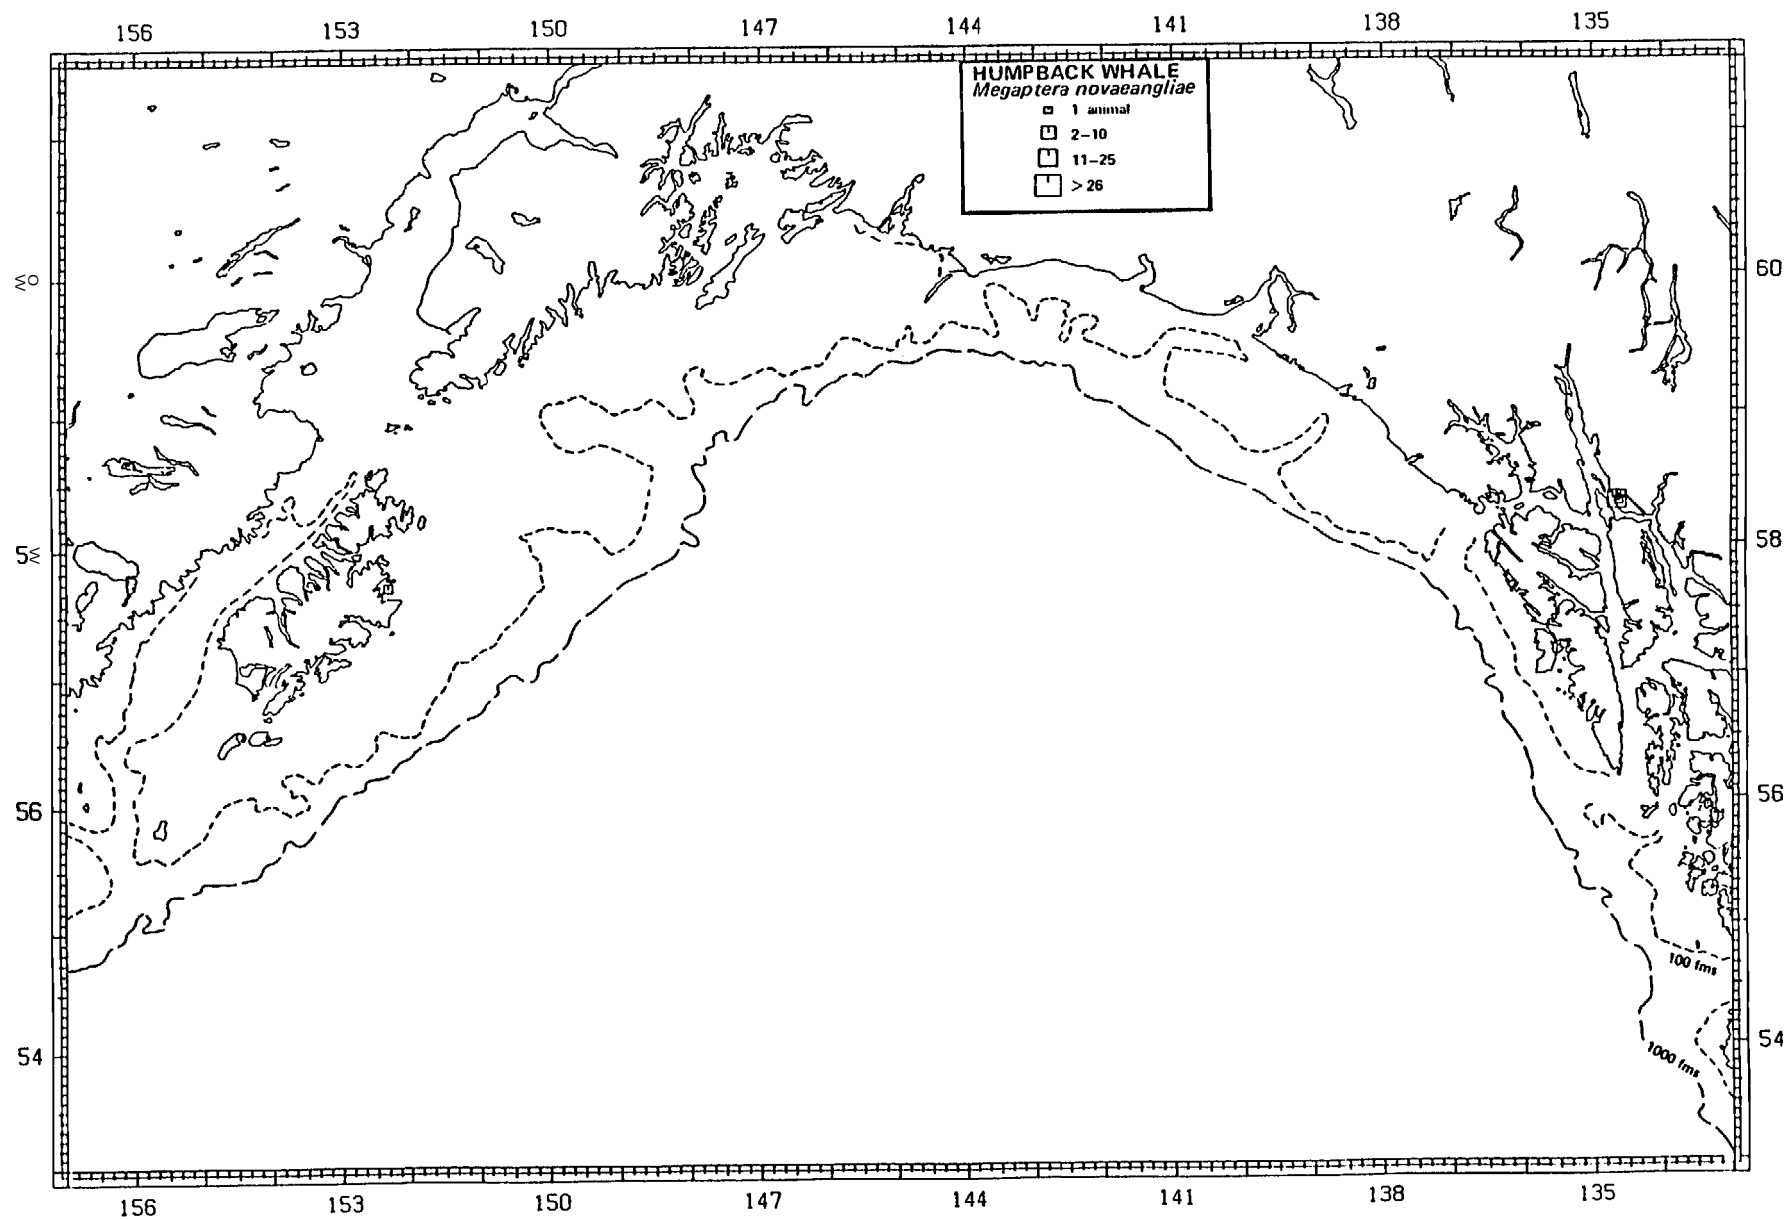 156 153 150 147 144 141 138 135
HUMPBACK WHALE
Megaptera novaeangliae
1 animal
2-10
11-25
> 26
60
58
56 56
100 fms
54 54
1000 fms
156 153 150 147 144 141 138 135